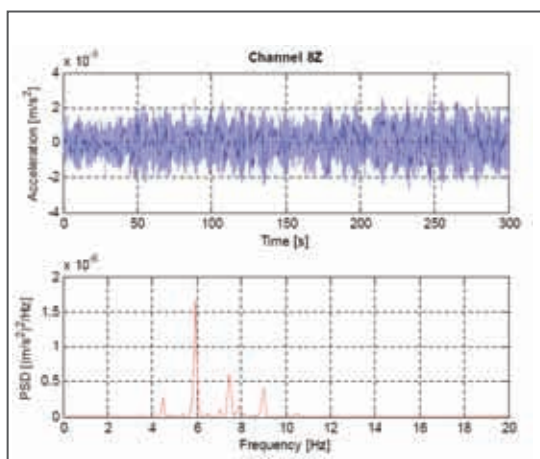 Channel 8Z
4
2
0
-2
-4
Acceleration [m/s²]
0 50 100 150 200 250 300
Time [s]
2
1.5
1
0.5
0
PSD [(m/s²)²/Hz]
0 2 4 6 8 10 12 14 16 18 20
Frequency [Hz]